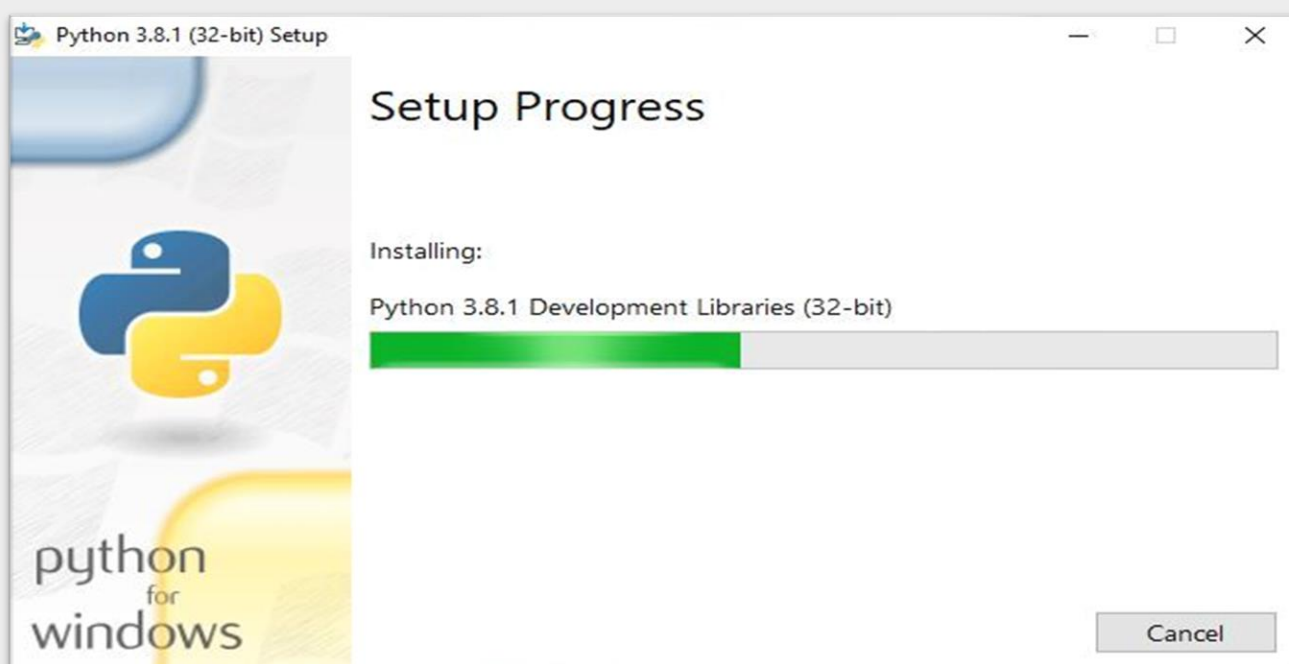 Python 3.8.1 (32-bit) Setup
Setup Progress
Installing:
Python 3.8.1 Development Libraries (32-bit)
python
for
windows
Cancel